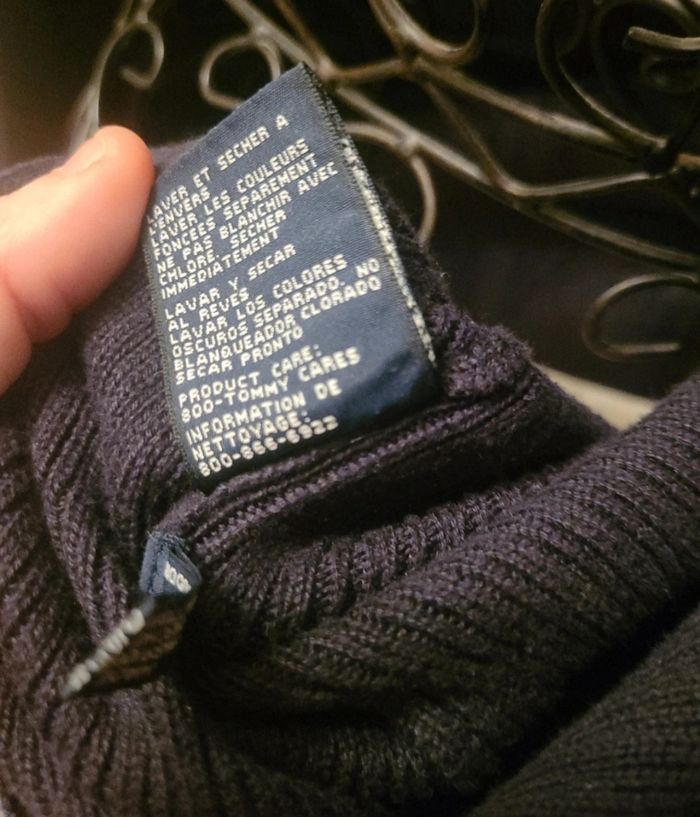 LAVER ET SECHER A
L'ENVERS
LAVER LES COULEURS
FONCÉES SEPAREMENT
NE PAS BLANCHIR AVEC
CHLORE. SECHER
IMMEDIATEMENT
LAVAR Y SECAR
AL REVES
LAVAR LOS COLORES
OSCUROS SEPARADO. NO
BLANQUEADOR CLORADO
SECAR PRONTO
PRODUCT CARE:
800-TOMMY CARES
INFORMATION DE
NETTOYAGE:
800-866-6922